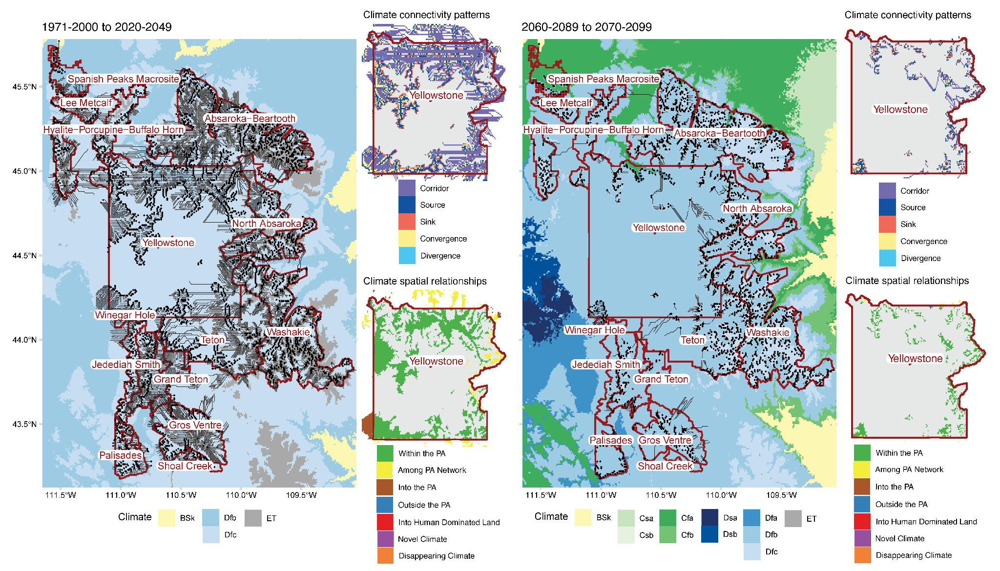 1971-2000 to 2020-2049
Spanish Peaks Macrosite
45.5°N
Lee Metcalf
Absaroka−Beartooth
Hyalite−Porcupine−Buffalo Horn
45.0°N
North Absaroka
Yellowstone
44.5°N
Winegar Hole
Washakie
Teton
44.0°N
Jedediah Smith
Grand Teton
43.5°N
Gros Ventre
Palisades
Shoal Creek
111.5°W
111.0°W
110.5°W
110.0°W
109.5°W
Climate
BSk
Dfb
ET
Dfc
Climate connectivity patterns
Yellowstone
Corridor
Source
Sink
Convergence
Divergence
Climate spatial relationships
Yellowstone
Within the PA
Among PA Network
Into the PA
Outside the PA
Into Human Dominated Land
Novel Climate
Disappearing Climate
2060-2089 to 2070-2099
Spanish Peaks Macrosite
Lee Metcalf
Hyalite−Porcupine−Buffalo Horn
Absaroka−Beartooth
North Absaroka
Yellowstone
Winegar Hole
Washakie
Teton
Jedediah Smith
Grand Teton
Palisades
Gros Ventre
Shoal Creek
111.5°W
111.0°W
110.5°W
110.0°W
109.5°W
Climate
BSk
Csa
Cfa
Dsa
Dfa
ET
Csb
Cfb
Dsb
Dfb
Dfc
Climate connectivity patterns
Yellowstone
Corridor
Source
Sink
Convergence
Divergence
Climate spatial relationships
Yellowstone
Within the PA
Among PA Network
Into the PA
Outside the PA
Into Human Dominated Land
Novel Climate
Disappearing Climate